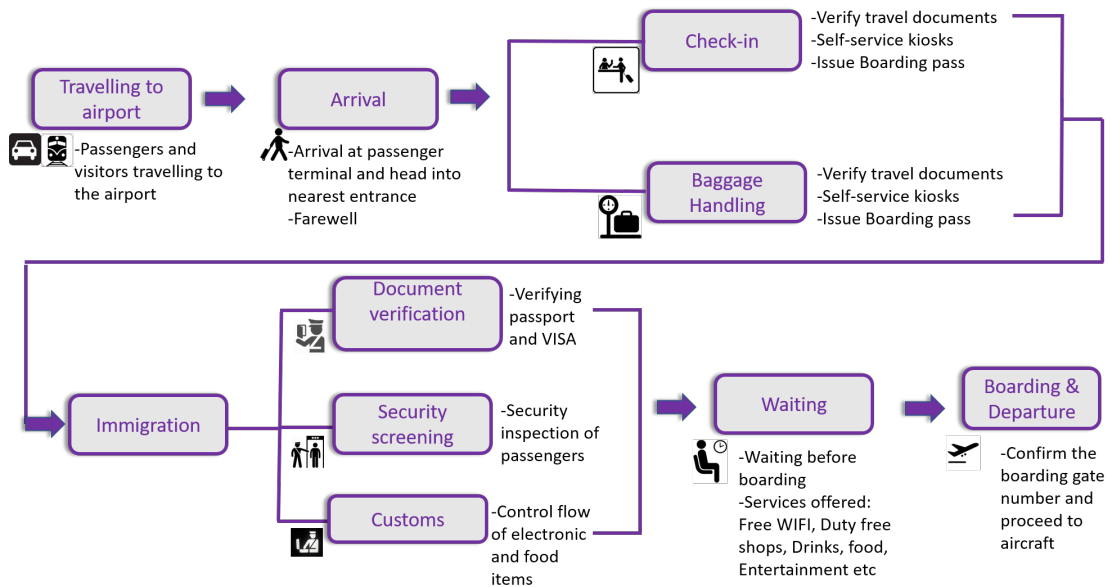 Travelling to
airport
-Passengers and
visitors travelling to
the airport
Arrival
-Arrival at passenger
terminal and head into
nearest entrance
-Farewell
Check-in
-Verify travel documents
-Self-service kiosks
-Issue Boarding pass
Baggage
Handling
-Verify travel documents
-Self-service kiosks
-Issue Boarding pass
Immigration
Document
verification
-Verifying
passport
and VISA
Security
screening
-Security
inspection of
passengers
Customs
-Control flow
of electronic
and food
items
Waiting
-Waiting before
boarding
-Services offered:
Free WIFI, Duty free
shops, Drinks, food,
Entertainment etc
Boarding &
Departure
-Confirm the
boarding gate
number and
proceed to
aircraft